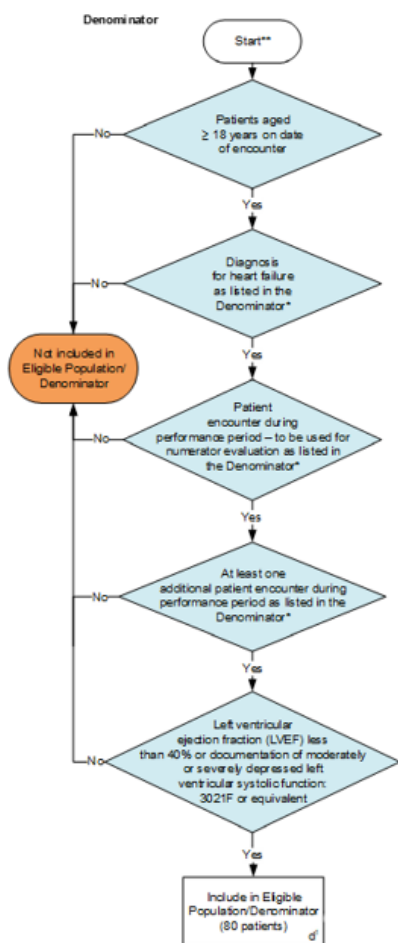 Denominator
Start**
Patients aged
≥ 18 years on date
of encounter
No
Yes
Diagnosis
for heart failure
as listed in the
Denominator*
No
Yes
Not included in
Eligible Population/
Denominator
Patient
encounter during
performance period – to be used for
numerator evaluation as listed in
the Denominator*
No
Yes
At least one
additional patient encounter during
performance period as listed in the
Denominator*
No
Yes
Left ventricular
ejection fraction (LVEF) less
than 40% or documentation of moderately
or severely depressed left
ventricular systolic function:
3021F or equivalent
No
Yes
Include in Eligible
Population/Denominator
(80 patients)